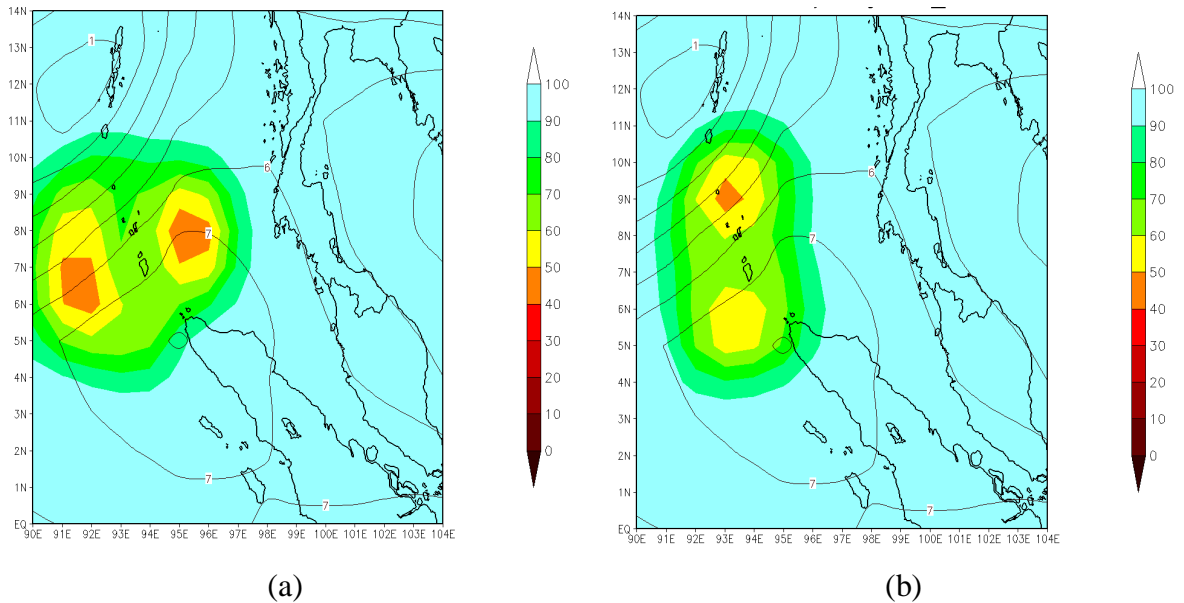 14N
13N
12N
11N
10N
9N
8N
7N
6N
5N
4N
3N
2N
1N
EQ
90E 91E 92E 93E 94E 95E 96E 97E 98E 99E 100E 101E 102E 103E 104E
1
6
7
7
7
100
90
80
70
60
50
40
30
20
10
0
(a)
14N
13N
12N
11N
10N
9N
8N
7N
6N
5N
4N
3N
2N
1N
EQ
90E 91E 92E 93E 94E 95E 96E 97E 98E 99E 100E 101E 102E 103E 104E
1
6
7
7
7
100
90
80
70
60
50
40
30
20
10
0
(b)